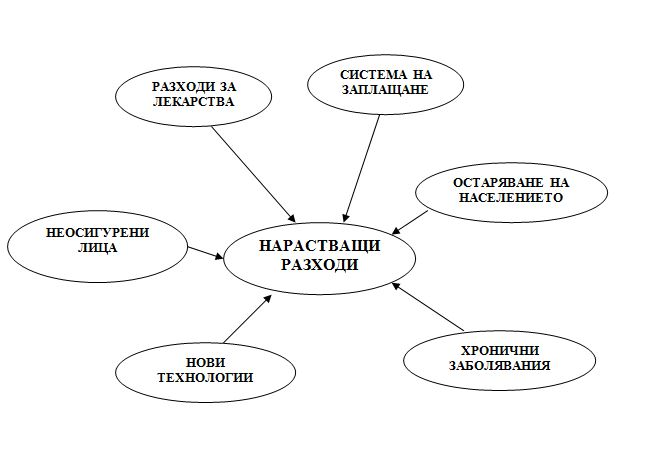 РАЗХОДИ ЗА
ЛЕКАРСТВА
СИСТЕМА НА
ЗАПЛАЩАНЕ
ОСТАРЯВАНЕ НА
НАСЕЛЕНИЕТО
НЕОСИГУРЕНИ
ЛИЦА
НАРАСТВАЩИ
РАЗХОДИ
НОВИ
ТЕХНОЛОГИИ
ХРОНИЧНИ
ЗАБОЛЯВАНИЯ